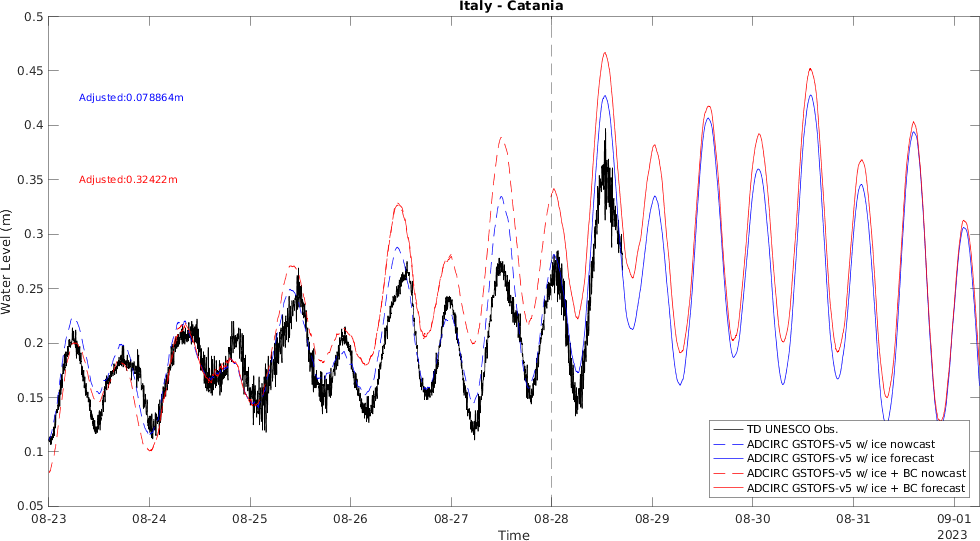 Italy - Catania
0.5
0.45
0.4
0.35
0.3
0.25
0.2
0.15
0.1
0.05
Water Level (m)
Adjusted:0.078864m
Adjusted:0.32422m
TD UNESCO Obs.
ADCIRC GSTOFS-v5 w/ ice nowcast
ADCIRC GSTOFS-v5 w/ ice forecast
ADCIRC GSTOFS-v5 w/ ice + BC nowcast
ADCIRC GSTOFS-v5 w/ ice + BC forecast
08-23 08-24 08-25 08-26 08-27 08-28 08-29 08-30 08-31 09-01
2023
Time